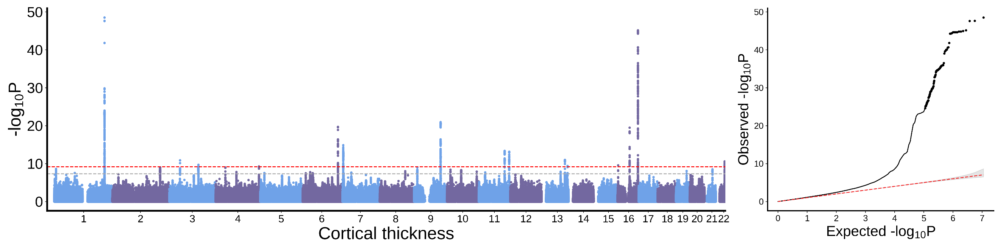 50
40
30
20
10
0
-log10P
1 2 3 4 5 6 7 8 9 10 11 12 13 14 15 16 17 18 19 20 21 22
Cortical thickness
50
40
30
20
10
0
Observed -log10P
0 1 2 3 4 5 6 7
Expected -log10P